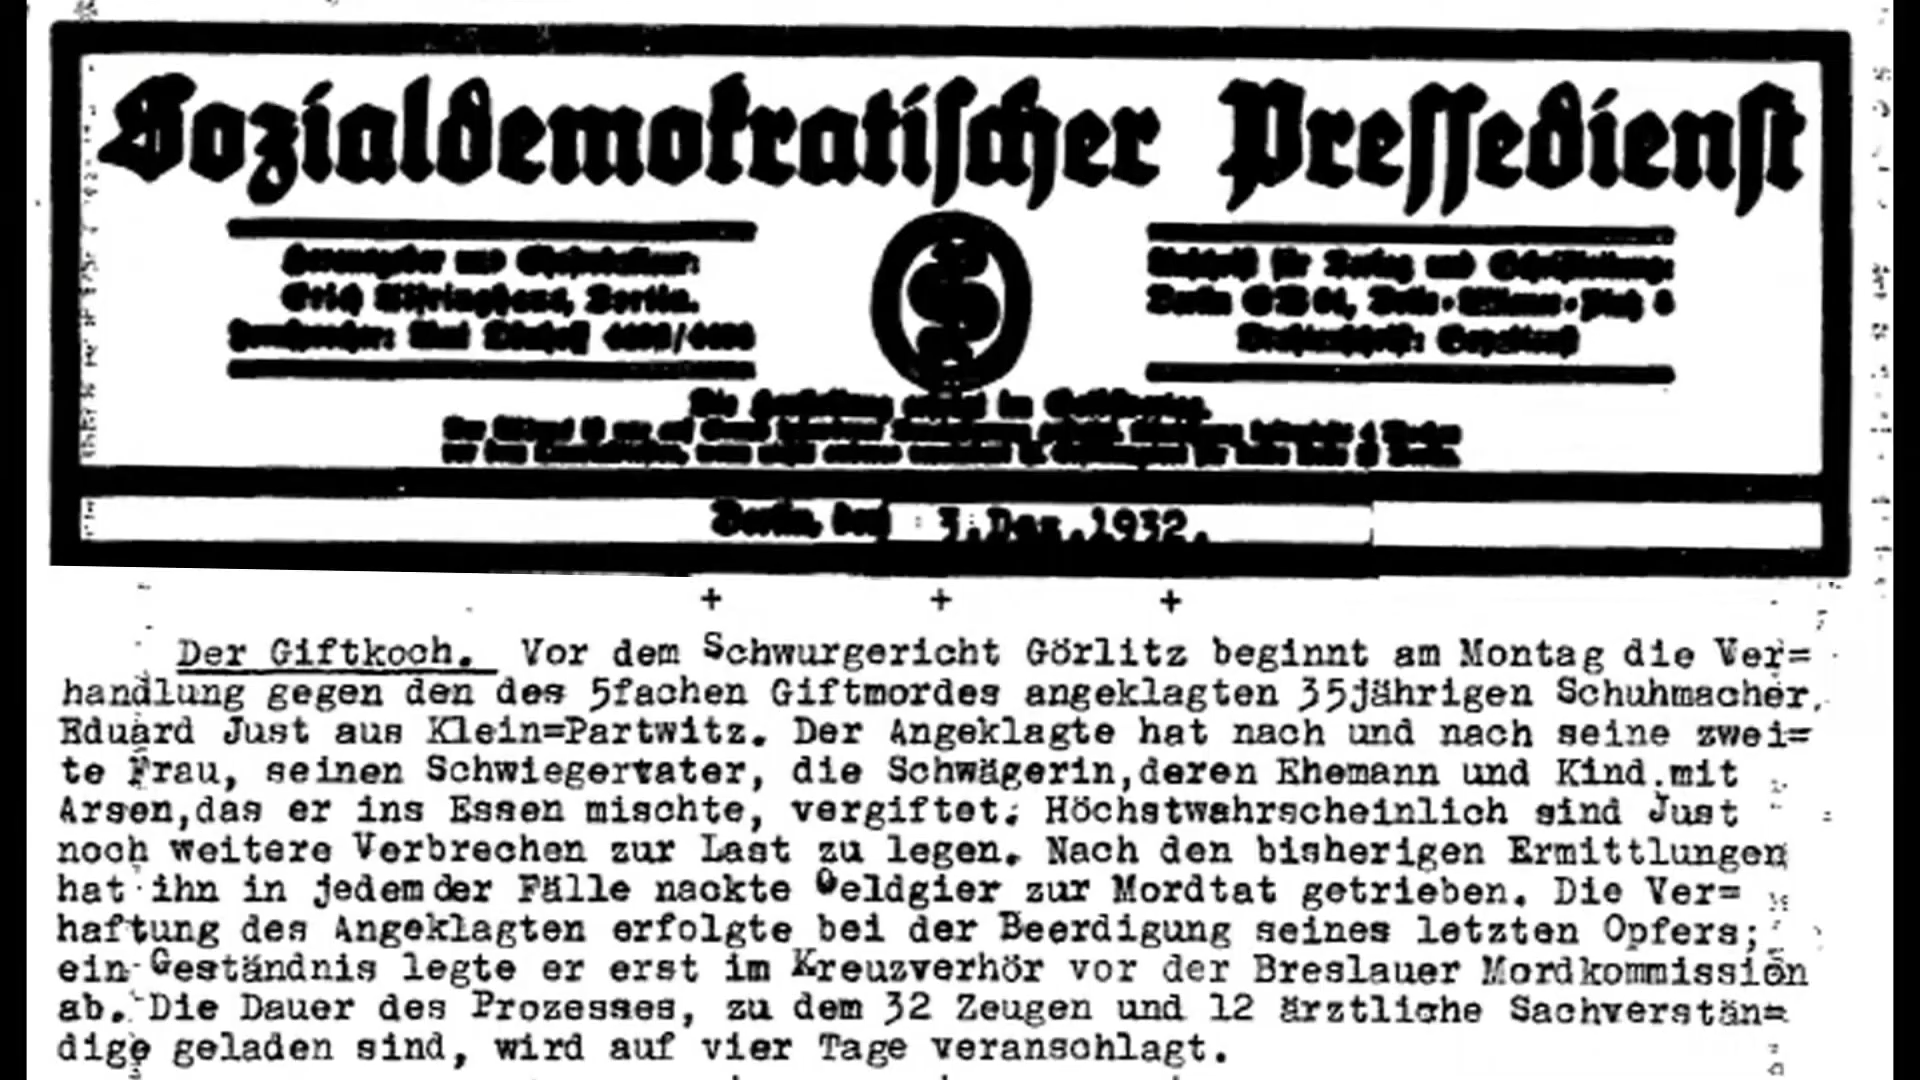 Sozialdemokratischer Pressedienst
Berlin, den 3.Dez.1932.
+ + +
Der Giftkoch. Vor dem Schwurgericht Görlitz beginnt am Montag die Ver=
handlung gegen den des 5fachen Giftmordes angeklagten 35jährigen Schuhmacher,
Eduard Just aus Klein=Partwitz. Der Angeklagte hat nach und nach seine zwei=
te Frau, seinen Schwiegervater, die Schwägerin,deren Ehemann und Kind mit
Arsen,das er ins Essen mischte, vergiftet. Höchstwahrscheinlich sind Just
noch weitere Verbrechen zur Last zu legen. Nach den bisherigen Ermittlungen
hat ihn in jedem der Fälle nackte Geldgier zur Mordtat getrieben. Die Ver=
haftung des Angeklagten erfolgte bei der Beerdigung seines letzten Opfers;
ein Geständnis legte er erst im Kreuzverhör vor der Breslauer Mordkommission
ab. Die Dauer des Prozesses, zu dem 32 Zeugen und 12 ärztliche Sachverstän=
dige geladen sind, wird auf vier Tage veranschlagt.